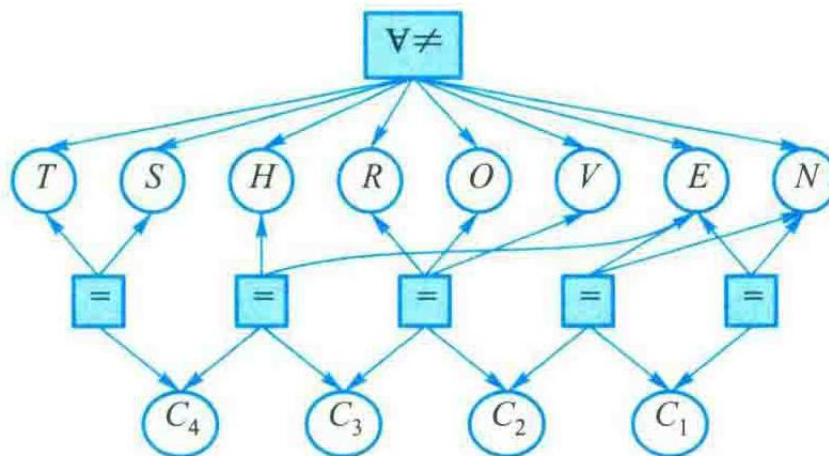 ∀≠
T S H R O V E N
= = = = =
C₄ C₃ C₂ C₁